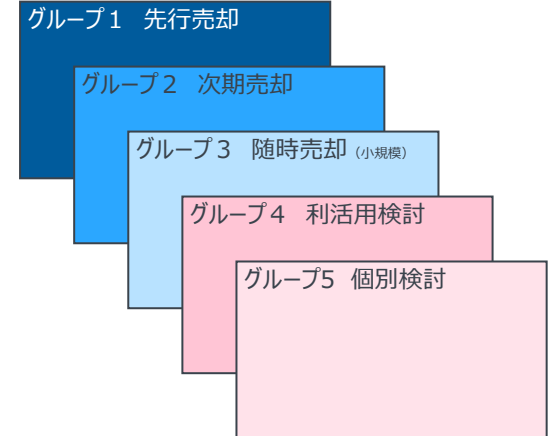 グループ１　先行売却
グループ２　次期売却
グループ３　随時売却（小規模）
グループ４　利活用検討
グループ5　個別検討